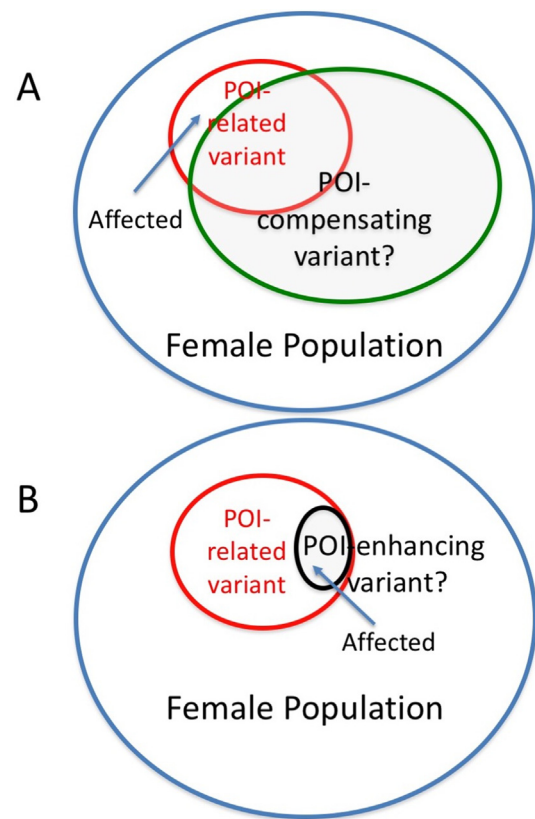 A
POI-
related
variant
POI-
compensating
variant?
Affected
Female Population
B
POI-
related
variant
POI-enhancing
variant?
Affected
Female Population